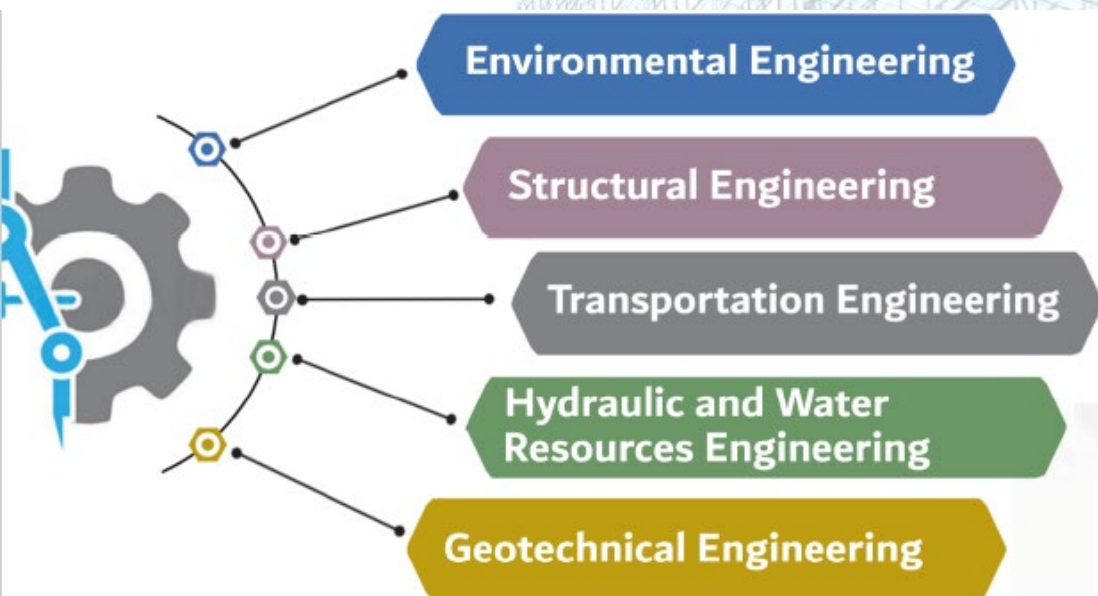 Environmental Engineering
Structural Engineering
Transportation Engineering
Hydraulic and Water
Resources Engineering
Geotechnical Engineering